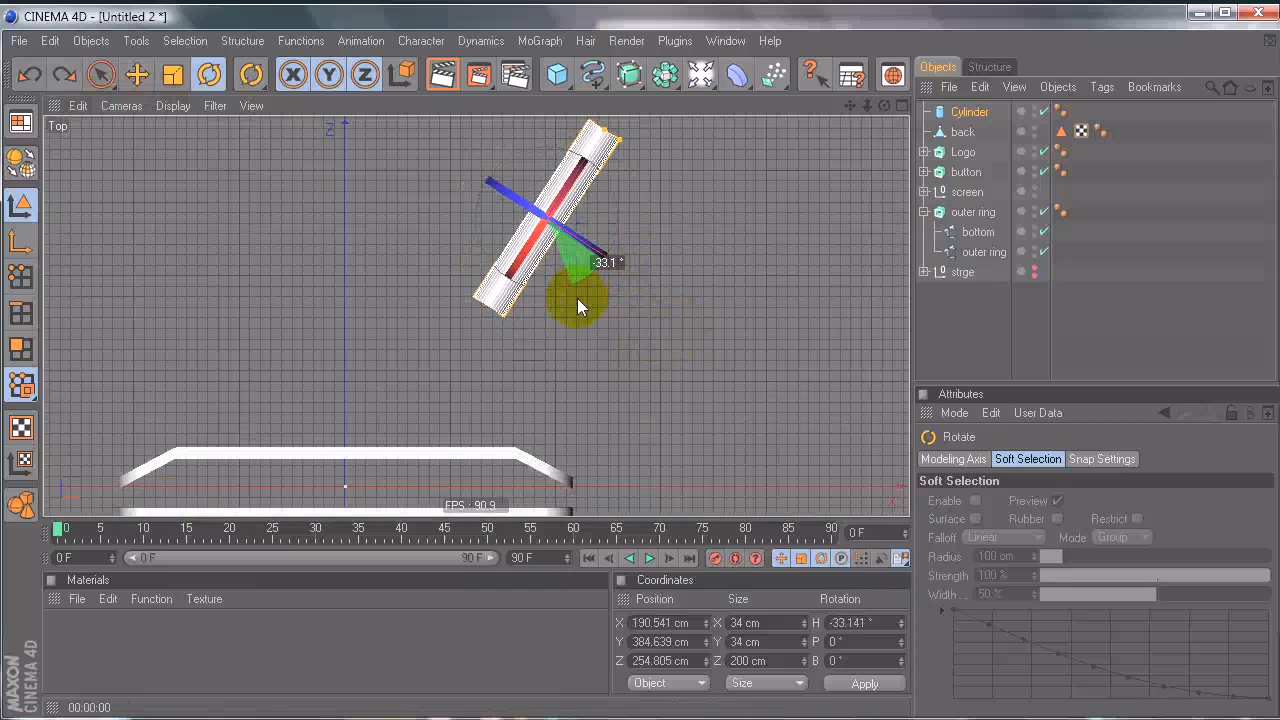 CINEMA 4D - [Untitled 2 *]
File Edit Objects Tools Selection Structure Functions Animation Character Dynamics MoGraph Hair Render Plugins Window Help
X Y Z
Objects Structure
File Edit View Objects Tags Bookmarks
Edit Cameras Display Filter View
Top
Z
Cylinder
back
Logo
button
screen
outer ring
bottom
outer ring
strge
-33.1 °
X
FPS : 90.9
Attributes
Mode Edit User Data
Rotate
Modeling Axis Soft Selection Snap Settings
Soft Selection
Enable Preview
Surface Rubber Restrict
Falloff Linear Mode Group
Radius 100 cm
Strength 100 %
Width . . 50 %
0 5 10 15 20 25 30 35 40 45 50 55 60 65 70 75 80 85 90 0 F
0 F 0 F 90 F 90 F
Materials
File Edit Function Texture
Coordinates
Position Size Rotation
X 190.541 cm X 34 cm H -33.141 °
Y 384.639 cm Y 34 cm P 0 °
Z 254.805 cm Z 200 cm B 0 °
Object Size Apply
MAXON
CINEMA 4D
00:00:00